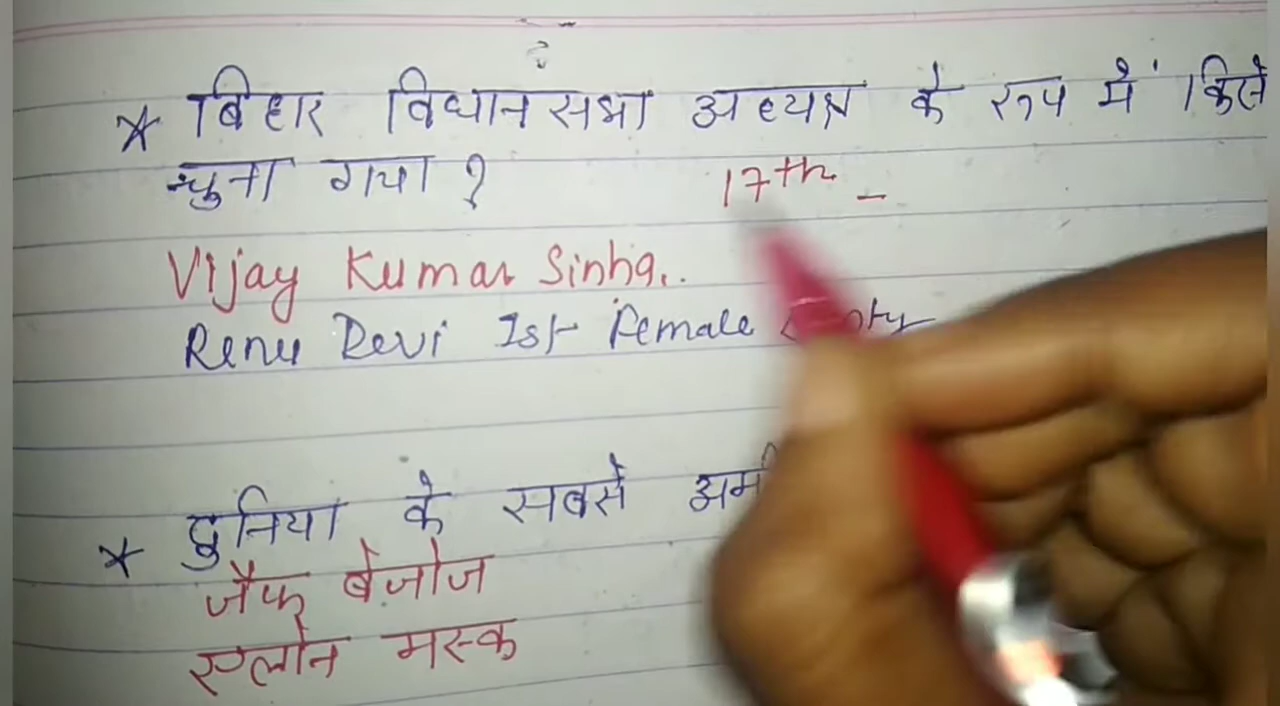 * बिहार विधानसभा अध्यक्ष के रूप में किसे
चुना गया ? 17th -
Vijay Kumar Sinha.
Renu Devi Ist Female
* दुनिया के सबसे
जैफ बेजोज
एलोन मस्क